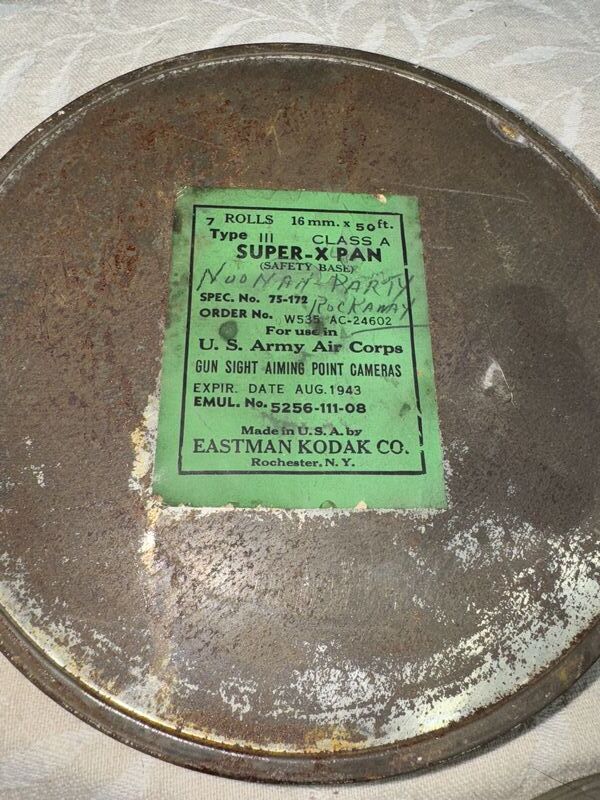 7 ROLLS 16 mm. x 50 ft.
Type III CLASS A
SUPER-X PAN
(SAFETY BASE)
NOONAN - PARTY
ROCKAWAY
SPEC. No. 75-172
ORDER No. W535 AC-24602
For use in
U. S. Army Air Corps
GUN SIGHT AIMING POINT CAMERAS
EXPIR. DATE AUG. 1943
EMUL. No. 5256-111-08
Made in U. S. A. by
EASTMAN KODAK CO.
Rochester, N. Y.